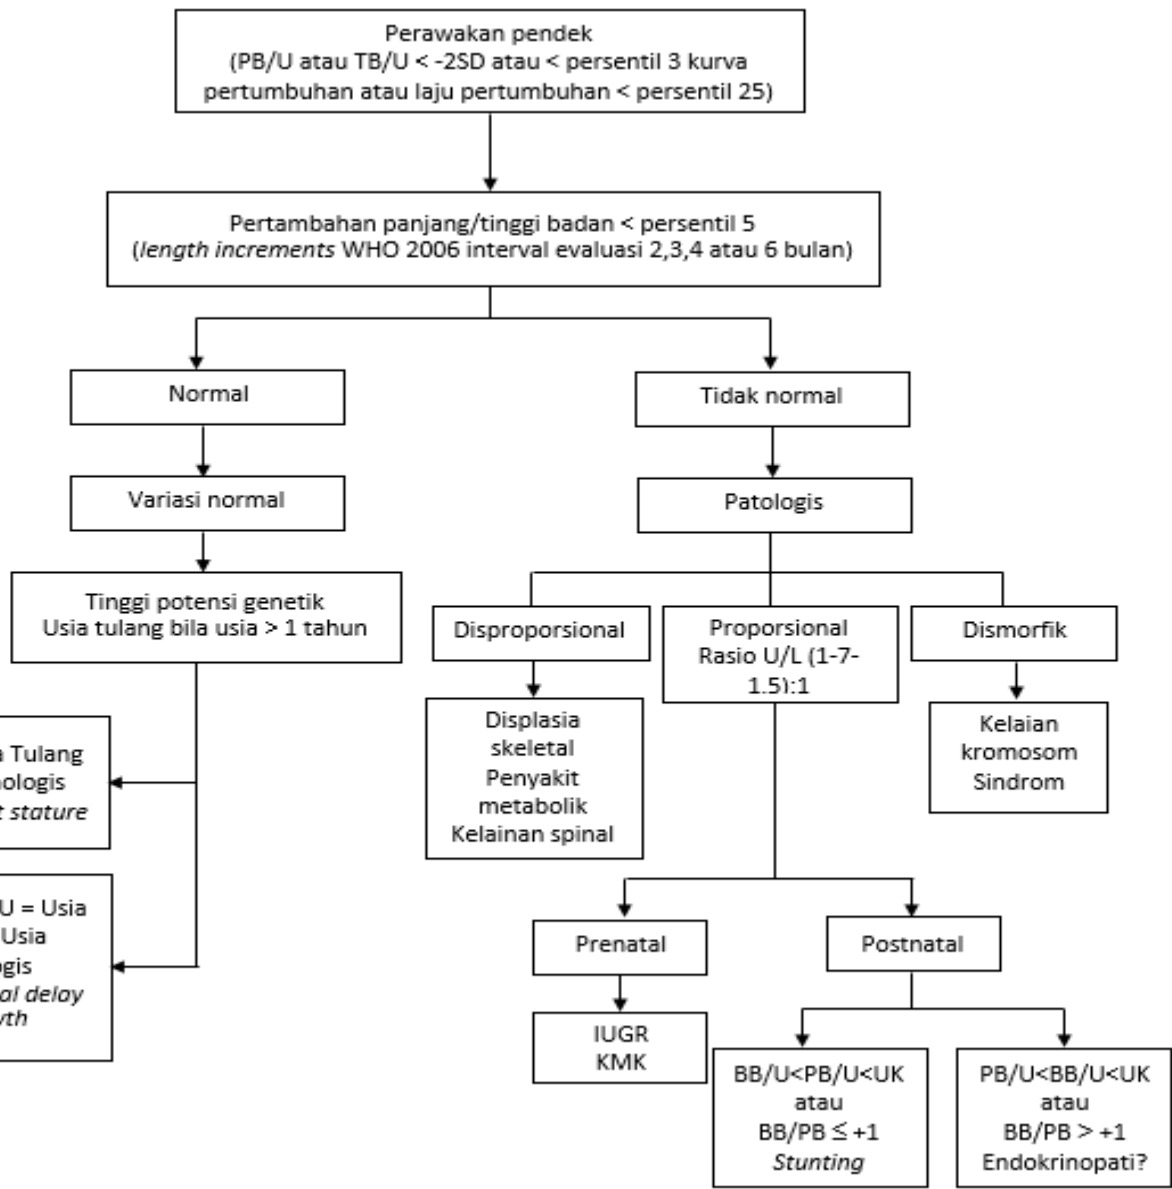 Perawakan pendek
(PB/U atau TB/U < -2SD atau < persentil 3 kurva
pertumbuhan atau laju pertumbuhan < persentil 25)
Pertambahan panjang/tinggi badan < persentil 5
(length increments WHO 2006 interval evaluasi 2,3,4 atau 6 bulan)
Normal
Tidak normal
Variasi normal
Patologis
Tinggi potensi genetik
Usia tulang bila usia > 1 tahun
Disproporsional
Proporsional
Rasio U/L (1-7-
1.5):1
Dismorfik
Displasia
skeletal
Penyakit
metabolik
Kelainan spinal
Kelaian
kromosom
Sindrom
Tulang
stature
U = Usia
Usia
delay
Prenatal
Postnatal
IUGR
KMK
BB/U<PB/U<UK
atau
BB/PB ≤ +1
Stunting
PB/U<BB/U<UK
atau
BB/PB > +1
Endokrinopati?